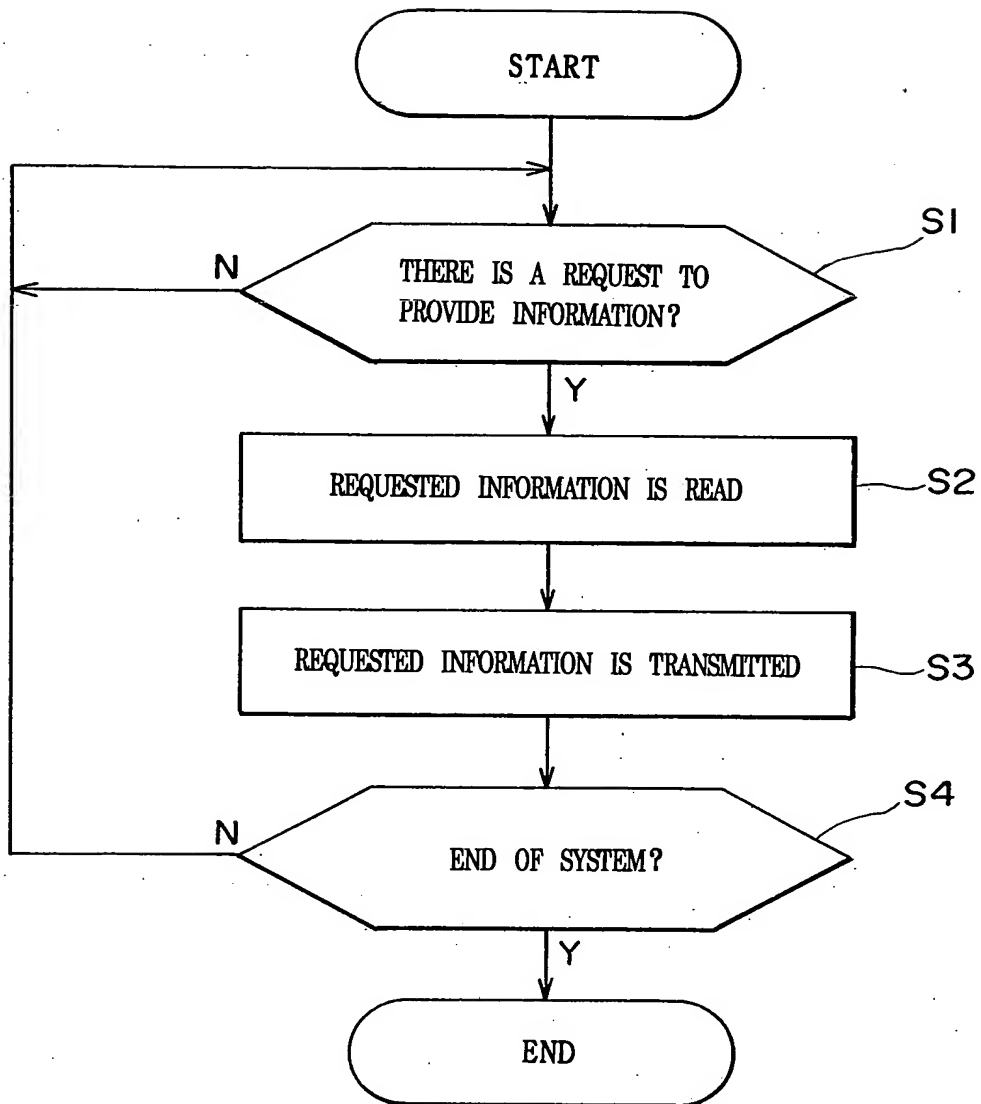 START
S1
N
THERE IS A REQUEST TO
PROVIDE INFORMATION?
Y
REQUESTED INFORMATION IS READ
S2
REQUESTED INFORMATION IS TRANSMITTED
S3
S4
N
END OF SYSTEM?
Y
END